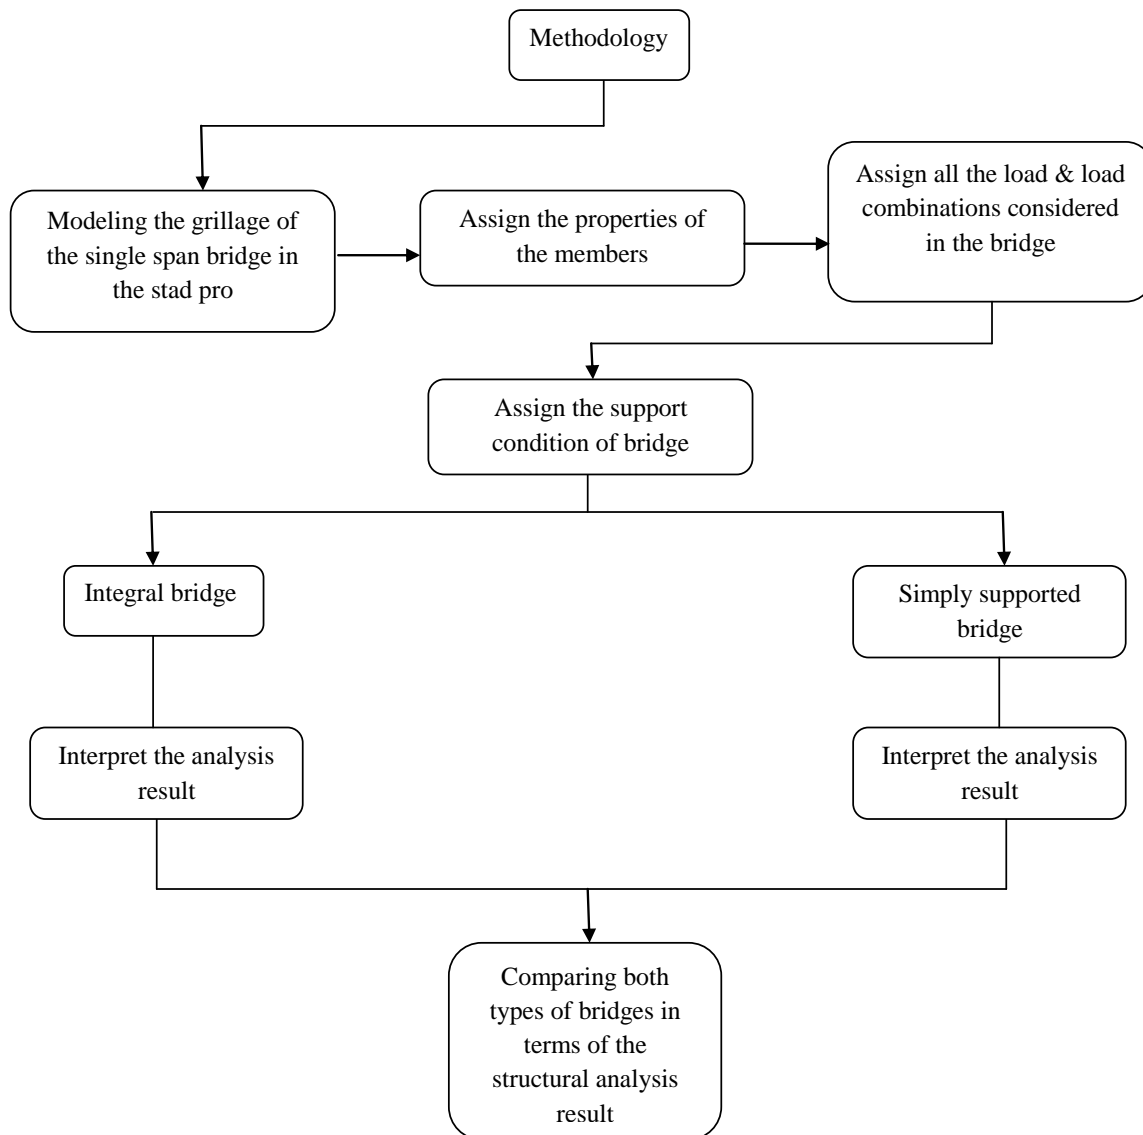 Methodology
Modeling the grillage of
the single span bridge in
the stad pro
Assign the properties of
the members
Assign all the load & load
combinations considered
in the bridge
Assign the support
condition of bridge
Integral bridge
Simply supported
bridge
Interpret the analysis
result
Interpret the analysis
result
Comparing both
types of bridges in
terms of the
structural analysis
result